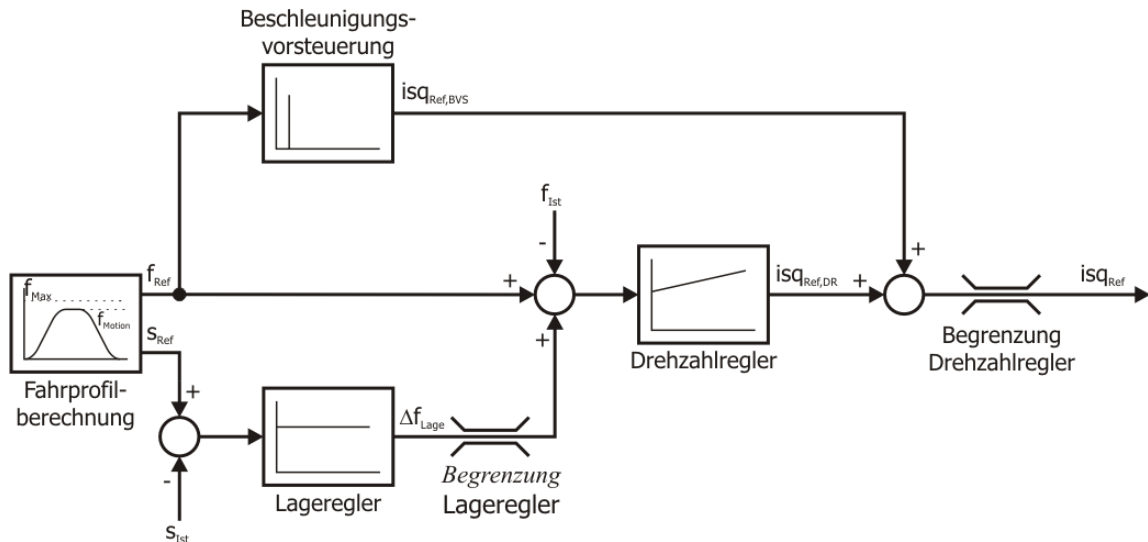 Beschleunigungs-
vorsteuerung
isqRef,BVS
fIst
-
+
fRef
fMax
fMotion
sRef
+
+
isqRef,DR
+
isqRef
Drehzahlregler
Begrenzung
Drehzahlregler
Fahrprofil-
berechnung
+
-
sIst
ΔfLage
Lageregler
Begrenzung
Lageregler